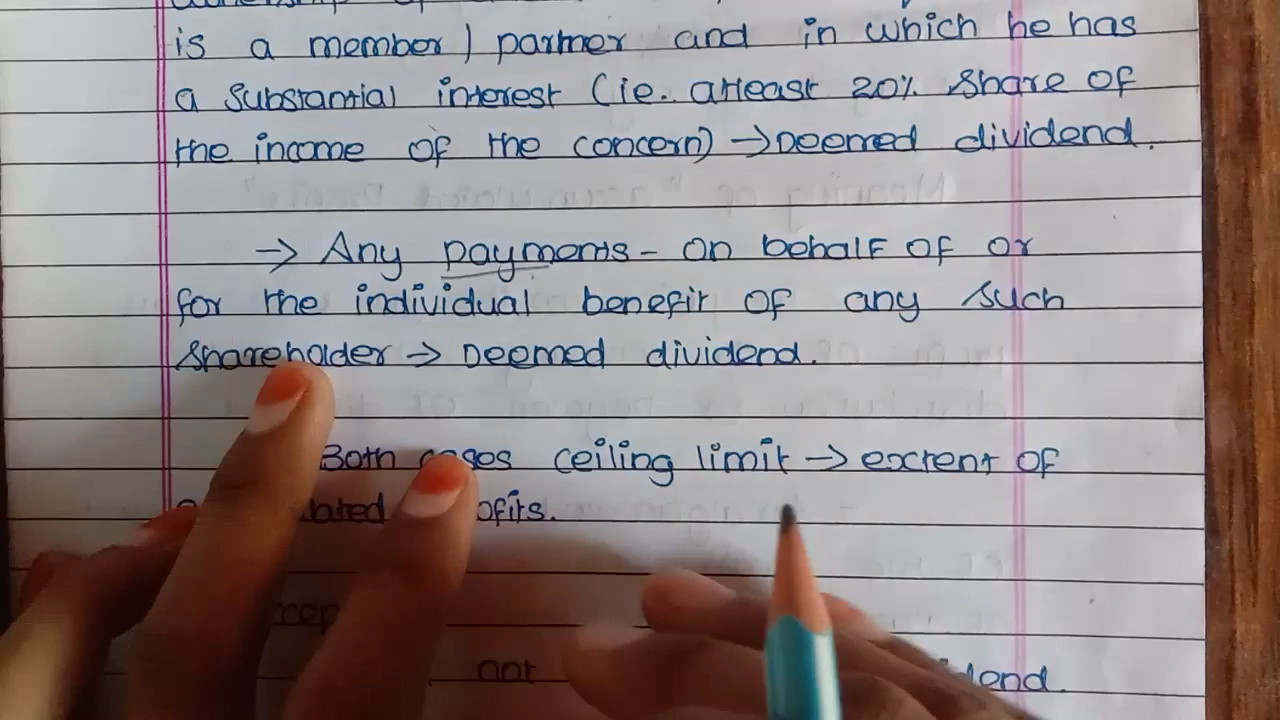 is a member) partner and in which he has
a substantial interest (ie. atleast 20% share of
the income of the concern) → Deemed dividend.
→ Any payments - on behalf of or
for the individual benefit of any such
shareholder → Deemed dividend.
Both cases ceiling limit → extent of
not